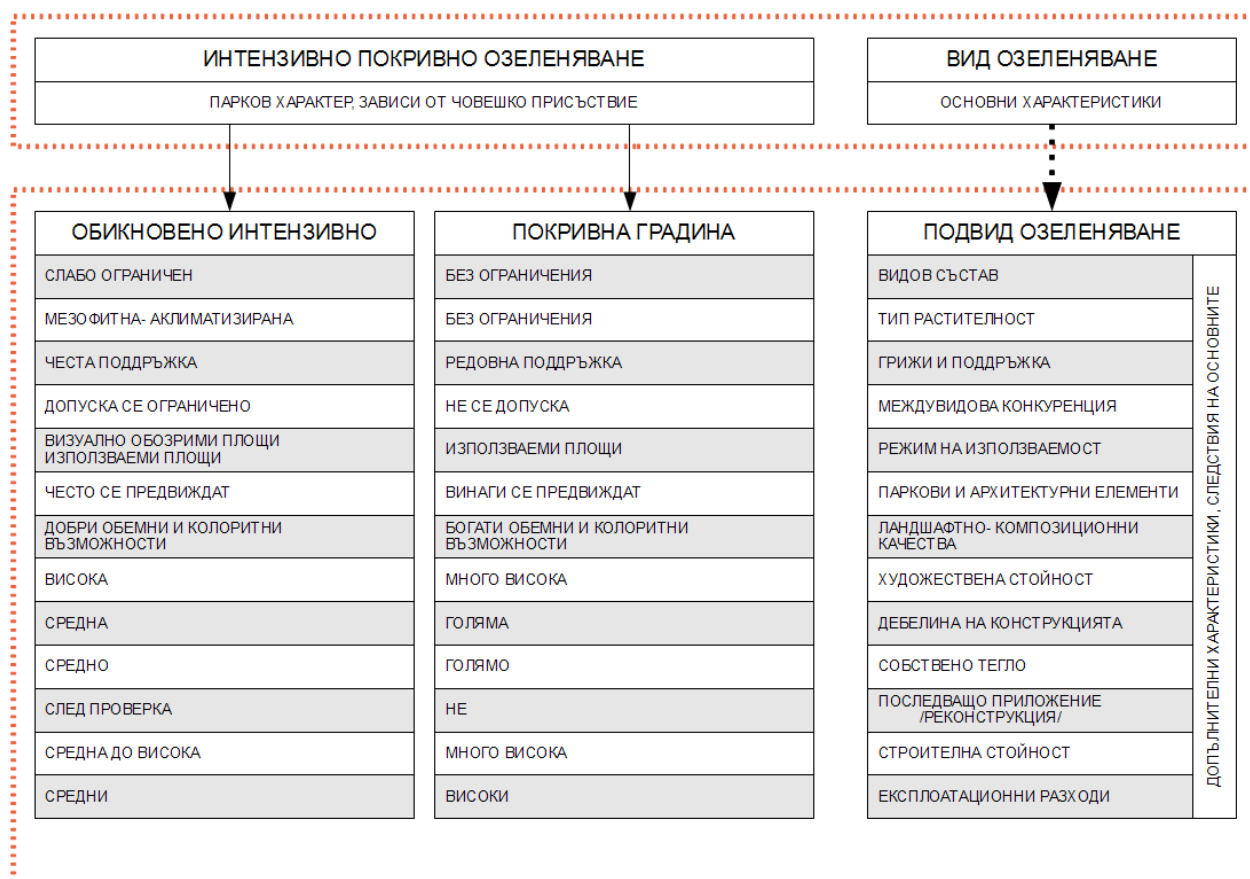 ИНТЕНЗИВНО ПОКРИВНО ОЗЕЛЕНЯВАНЕ
ПАРКОВ ХАРАКТЕР, ЗАВИСИ ОТ ЧОВЕШКО ПРИСЪСТВИЕ
ВИД ОЗЕЛЕНЯВАНЕ
ОСНОВНИ ХАРАКТЕРИСТИКИ
ОБИКНОВЕНО ИНТЕНЗИВНО
СЛАБО ОГРАНИЧЕН
МЕЗОФИТНА- АКЛИМАТИЗИРАНА
ЧЕСТА ПОДДРЪЖКА
ДОПУСКА СЕ ОГРАНИЧЕНО
ВИЗУАЛНО ОБОЗРИМИ ПЛОЩИ
ИЗПОЛЗВАЕМИ ПЛОЩИ
ЧЕСТО СЕ ПРЕДВИЖДАТ
ДОБРИ ОБЕМНИ И КОЛОРИТНИ
ВЪЗМОЖНОСТИ
ВИСОКА
СРЕДНА
СРЕДНО
СЛЕД ПРОВЕРКА
СРЕДНА ДО ВИСОКА
СРЕДНИ
ПОКРИВНА ГРАДИНА
БЕЗ ОГРАНИЧЕНИЯ
БЕЗ ОГРАНИЧЕНИЯ
РЕДОВНА ПОДДРЪЖКА
НЕ СЕ ДОПУСКА
ИЗПОЛЗВАЕМИ ПЛОЩИ
ВИНАГИ СЕ ПРЕДВИЖДАТ
БОГАТИ ОБЕМНИ И КОЛОРИТНИ
ВЪЗМОЖНОСТИ
МНОГО ВИСОКА
ГОЛЯМА
ГОЛЯМО
НЕ
МНОГО ВИСОКА
ВИСОКИ
ПОДВИД ОЗЕЛЕНЯВАНЕ
ВИДОВ СЪСТАВ
ТИП РАСТИТЕЛНОСТ
ГРИЖИ И ПОДДРЪЖКА
МЕЖДУВИДОВА КОНКУРЕНЦИЯ
РЕЖИМ НА ИЗПОЛЗВАЕМОСТ
ПАРКОВИ И АРХИТЕКТУРНИ ЕЛЕМЕНТИ
ЛАНДШАФТНО- КОМПОЗИЦИОННИ
КАЧЕСТВА
ХУДОЖЕСТВЕНА СТОЙНОСТ
ДЕБЕЛИНА НА КОНСТРУКЦИЯТА
СОБСТВЕНО ТЕГЛО
ПОСЛЕДВАЩО ПРИЛОЖЕНИЕ
/РЕКОНСТРУКЦИЯ/
СТРОИТЕЛНА СТОЙНОСТ
ЕКСПЛОАТАЦИОННИ РАЗХОДИ
ДОПЪЛНИТЕЛНИ ХАРАКТЕРИСТИКИ, СЛЕДСТВИЯ НА ОСНОВНИТЕ